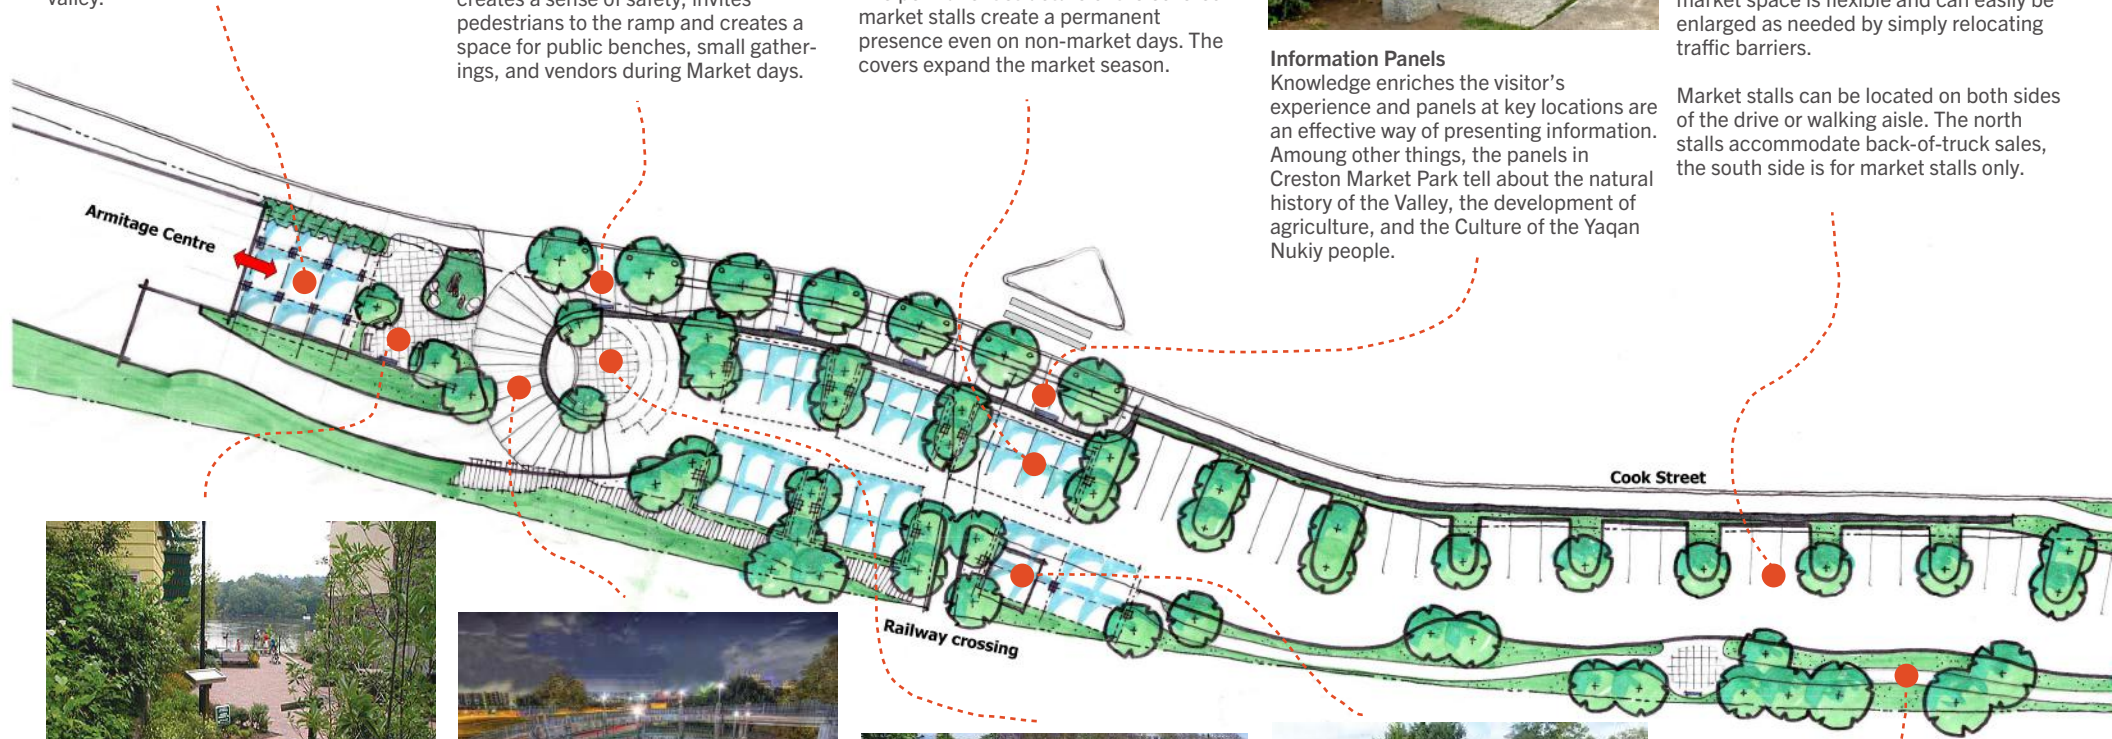 valley.
creates a sense of safety, invites
pedestrians to the ramp and creates a
space for public benches, small gather-
ings, and vendors during Market days.
market stalls create a permanent
presence even on non-market days. The
covers expand the market season.
Information Panels
Knowledge enriches the visitor's
experience and panels at key locations are
an effective way of presenting information.
Amoung other things, the panels in
Creston Market Park tell about the natural
history of the Valley, the development of
agriculture, and the Culture of the Yaqan
Nukiy people.
market space is flexible and can easily be
enlarged as needed by simply relocating
traffic barriers.
Market stalls can be located on both sides
of the drive or walking aisle. The north
stalls accommodate back-of-truck sales,
the south side is for market stalls only.
Armitage Centre
Cook Street
Railway crossing